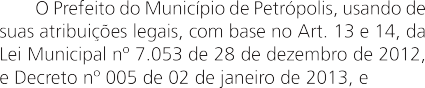 O Prefeito do Município de Petrópolis, usando de
suas atribuições legais, com base no Art. 13 e 14, da
Lei Municipal nº 7.053 de 28 de dezembro de 2012,
e Decreto nº 005 de 02 de janeiro de 2013, e